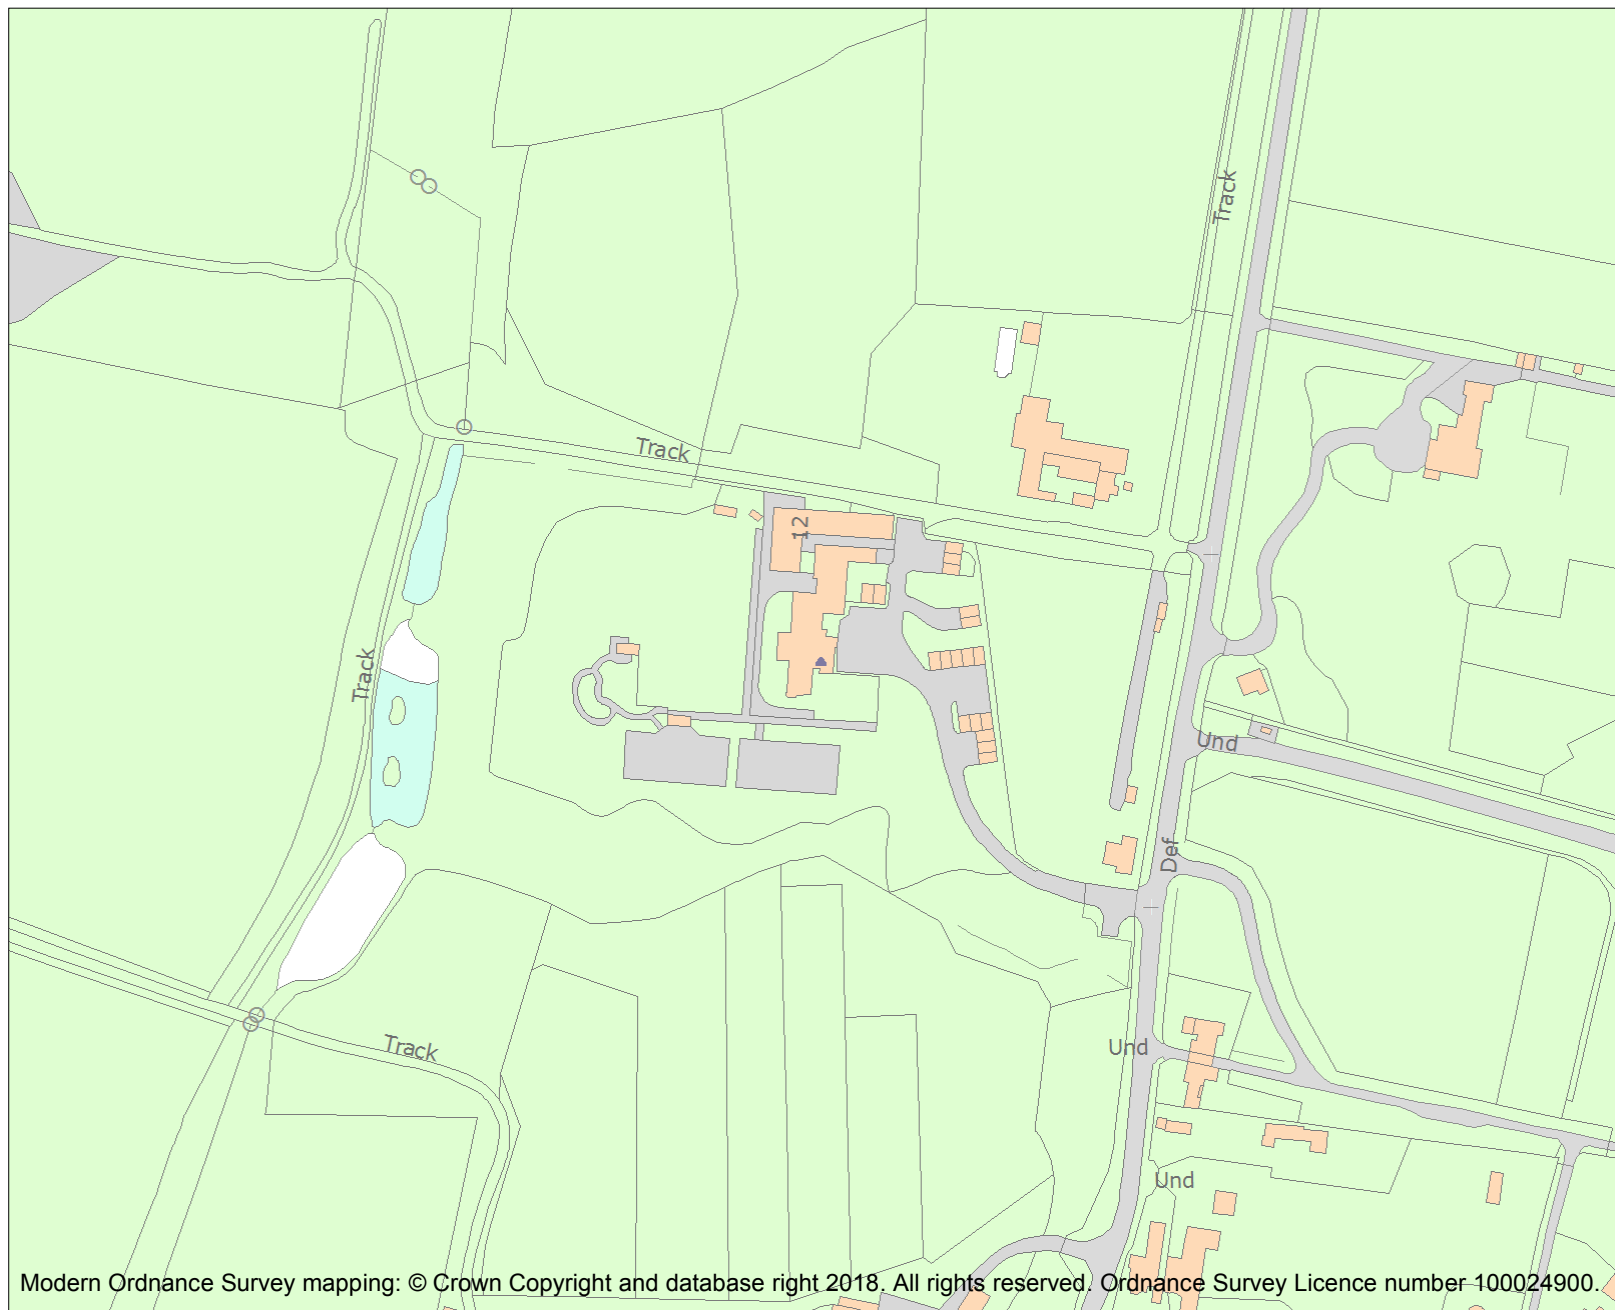 Track
Track
12
Track
Und
Def
Track
Und
Und
Modern Ordnance Survey mapping: © Crown Copyright and database right 2018. All rights reserved. Ordnance Survey Licence number 100024900.